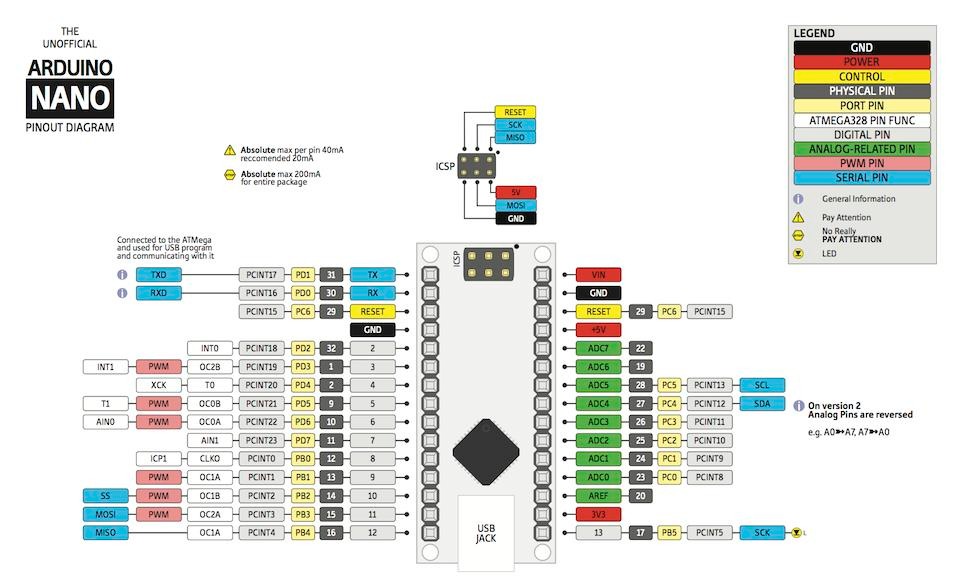 THE
UNOFFICIAL
ARDUINO
NANO
PINOUT DIAGRAM
Absolute max per pin 40mA
reccomended 20mA
Absolute max 200mA
for entire package
RESET
SCK
MISO
ICSP
5V
MOSI
GND
LEGEND
GND
POWER
CONTROL
PHYSICAL PIN
PORT PIN
ATMEGA328 PIN FUNC
DIGITAL PIN
ANALOG-RELATED PIN
PWM PIN
SERIAL PIN
General Information
Pay Attention
No Really
PAY ATTENTION
LED
Connected to the ATMega
and used for USB program
and communicating with it
ICSP
TXD PCINT17 PD1 31 TX
RXD PCINT16 PD0 30 RX
PCINT15 PC6 29 RESET
GND
INT0 PCINT18 PD2 32 2
INT1 PWM OC2B PCINT19 PD3 1 3
XCK T0 PCINT20 PD4 2 4
T1 PWM OC0B PCINT21 PD5 9 5
AIN0 PWM OC0A PCINT22 PD6 10 6
AIN1 PCINT23 PD7 11 7
ICP1 CLKO PCINT0 PB0 12 8
PWM OC1A PCINT1 PB1 13 9
SS PWM OC1B PCINT2 PB2 14 10
MOSI PWM OC2A PCINT3 PB3 15 11
MISO OC1A PCINT4 PB4 16 12
USB
JACK
VIN
GND
RESET 29 PC6 PCINT15
+5V
ADC7 22
ADC6 19
ADC5 28 PC5 PCINT13 SCL
ADC4 27 PC4 PCINT12 SDA
ADC3 26 PC3 PCINT11
ADC2 25 PC2 PCINT10
ADC1 24 PC1 PCINT9
ADC0 23 PC0 PCINT8
AREF 20
3V3
13 17 PB5 PCINT5 SCK L
On version 2
Analog Pins are reversed
e.g. A0➳A7, A7➳A0